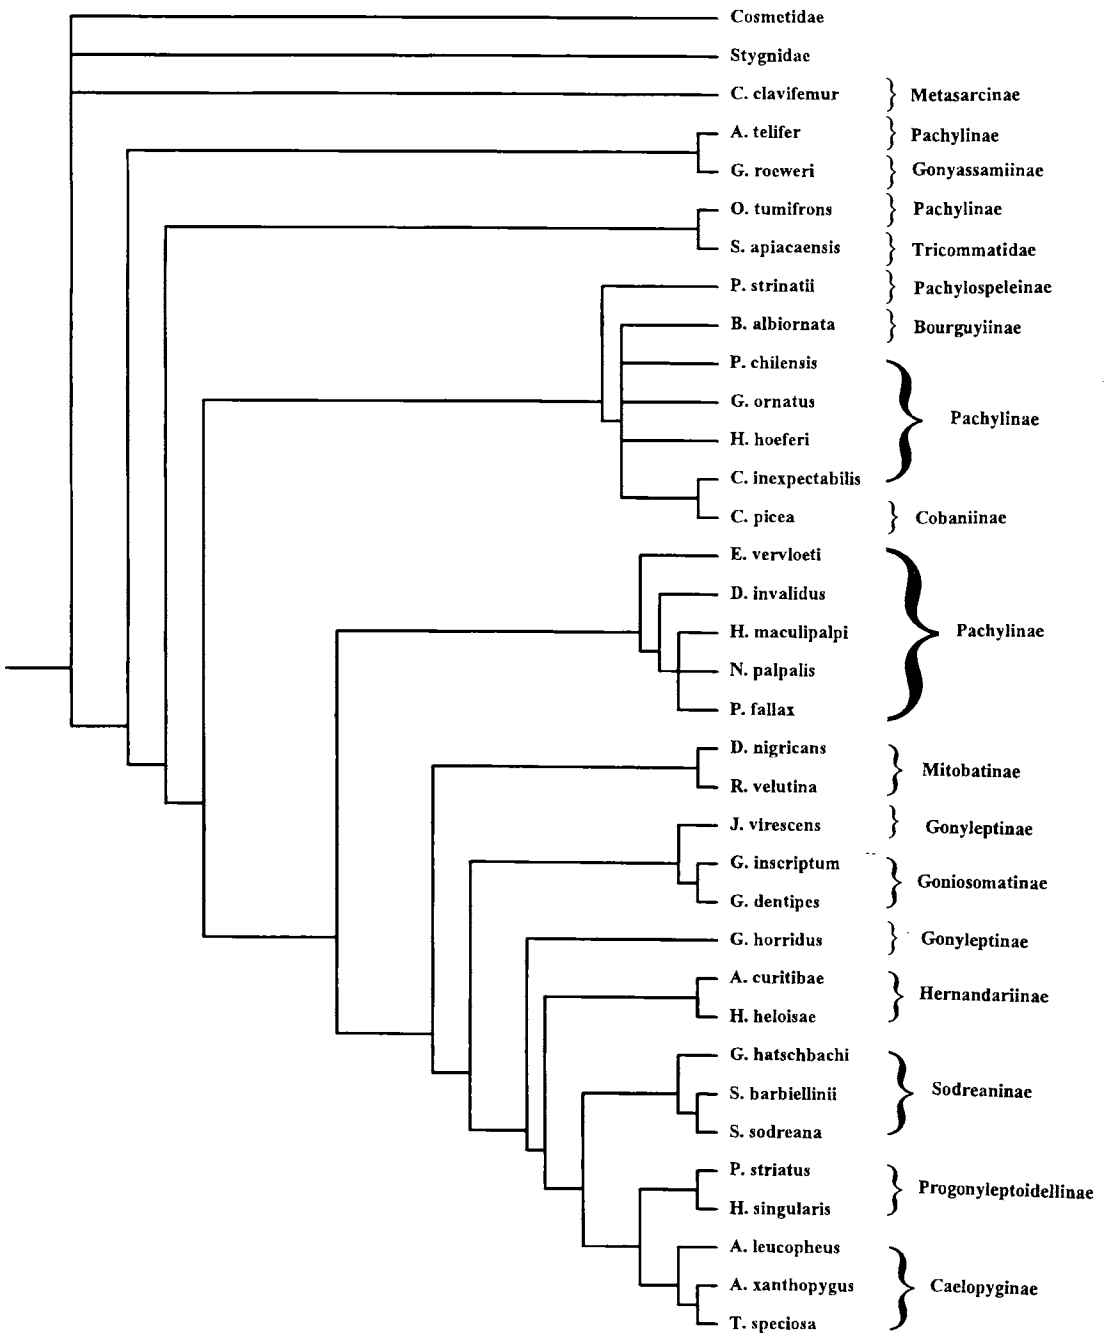 Cosmetidae
Stygnidae
C. clavifemur } Metasarcinae
A. telifer } Pachylinae
G. roeweri } Gonyassamiinae
O. tumifrons } Pachylinae
S. apiacaensis } Tricommatidae
P. strinatii } Pachylospeleinae
B. albiornata } Bourguyiinae
P. chilensis
G. ornatus
} Pachylinae
H. hoeferi
C. inexpectabilis
C. picea } Cobaniinae
E. vervloeti
D. invalidus
H. maculipalpi } Pachylinae
N. palpalis
P. fallax
D. nigricans
} Mitobatinae
R. velutina
J. virescens } Gonyleptinae
G. inscriptum
} Goniosomatinae
G. dentipes
G. horridus } Gonyleptinae
A. curitibae
} Hernandariinae
H. heloisae
G. hatschbachi
S. barbiellinii } Sodreaninae
S. sodreana
P. striatus
} Progonyleptoidellinae
H. singularis
A. leucopheus
A. xanthopygus } Caelopyginae
T. speciosa